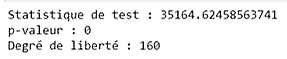 Statistique de test : 35164.62458563741
p-valeur : 0
Degré de liberté : 160